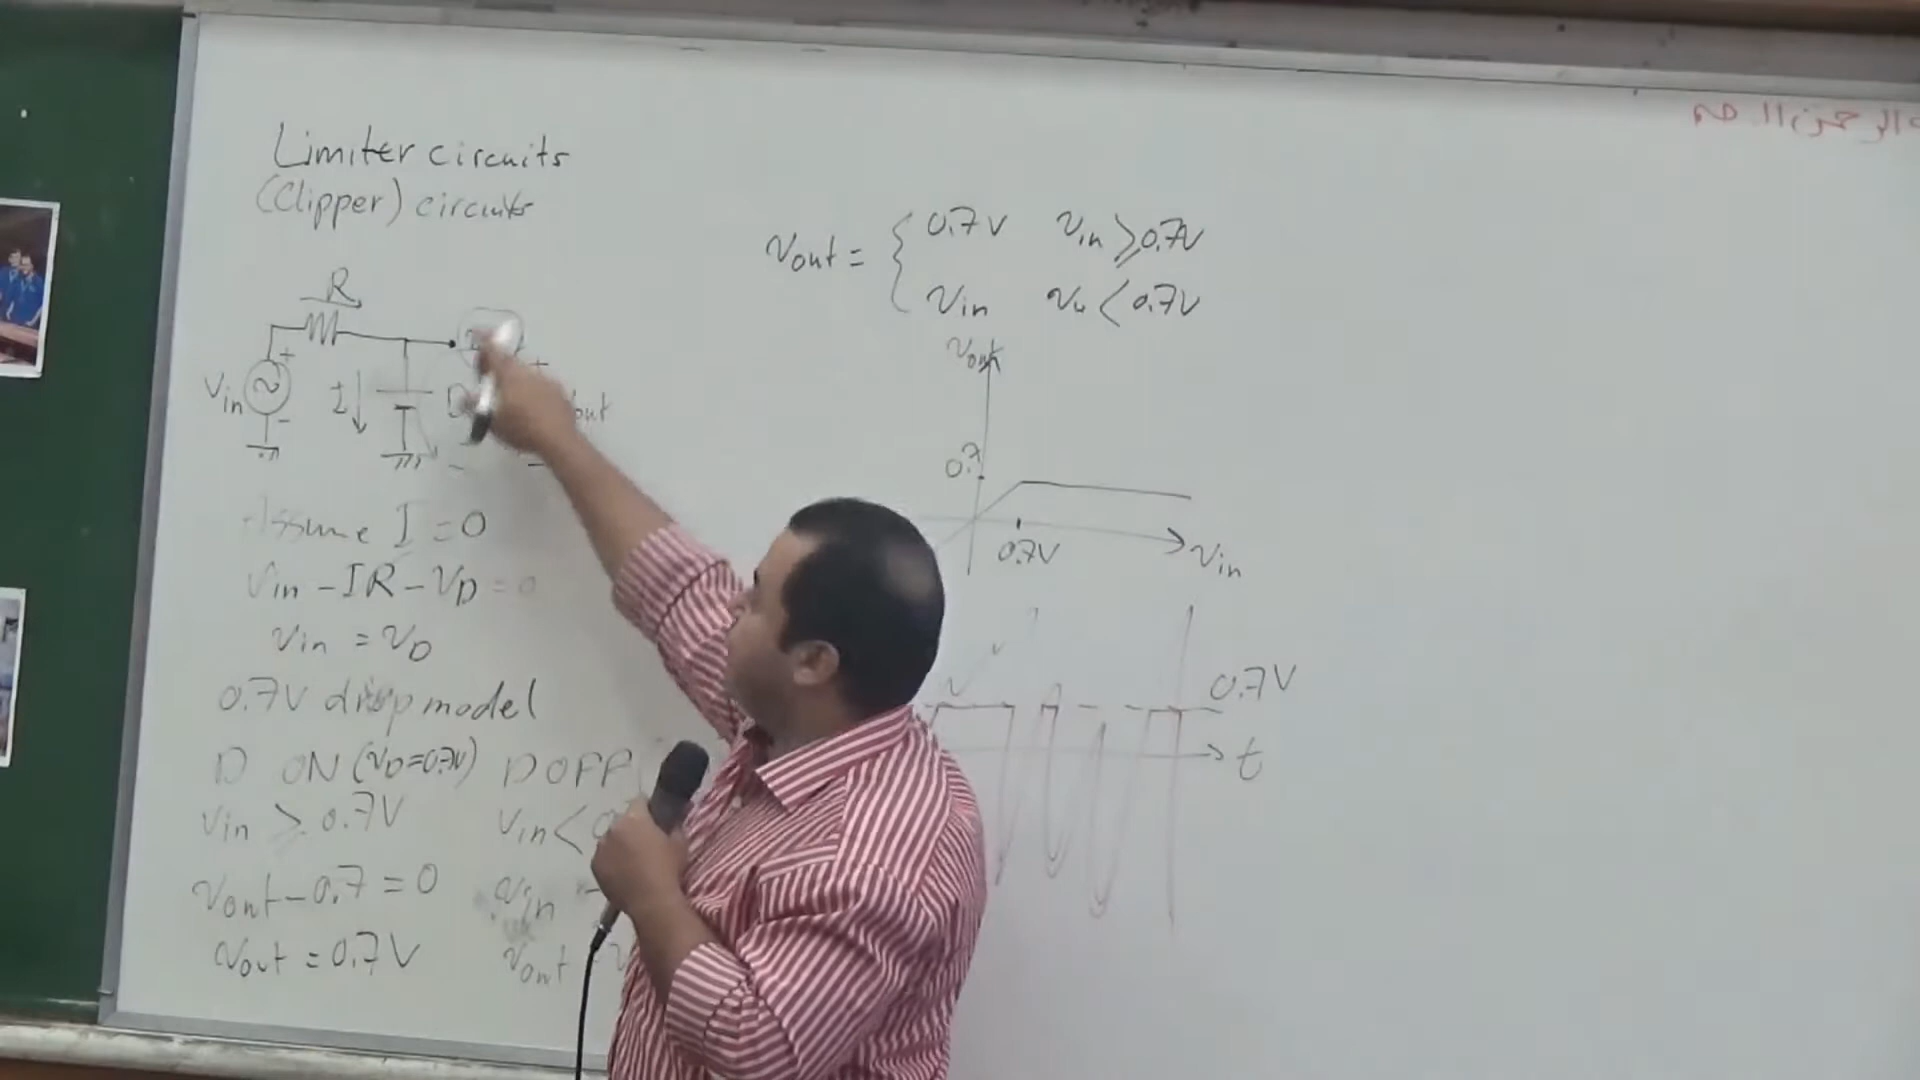 Limiter circuits
(Clipper) circuits
R
Vin
+
-
I
D
+
out
-
Assume I = 0
Vin - IR - VD = 0
Vin = VD
0.7V drop model
D ON (VD=0.7V) D OFF
Vin ≥ 0.7V Vin <
Vout - 0.7 = 0 Vin
Vout = 0.7V Vout
Vout = { 0.7V Vin ≥ 0.7V
Vin Vin < 0.7V
Vout
0.7
0.7V
Vin
0.7V
t